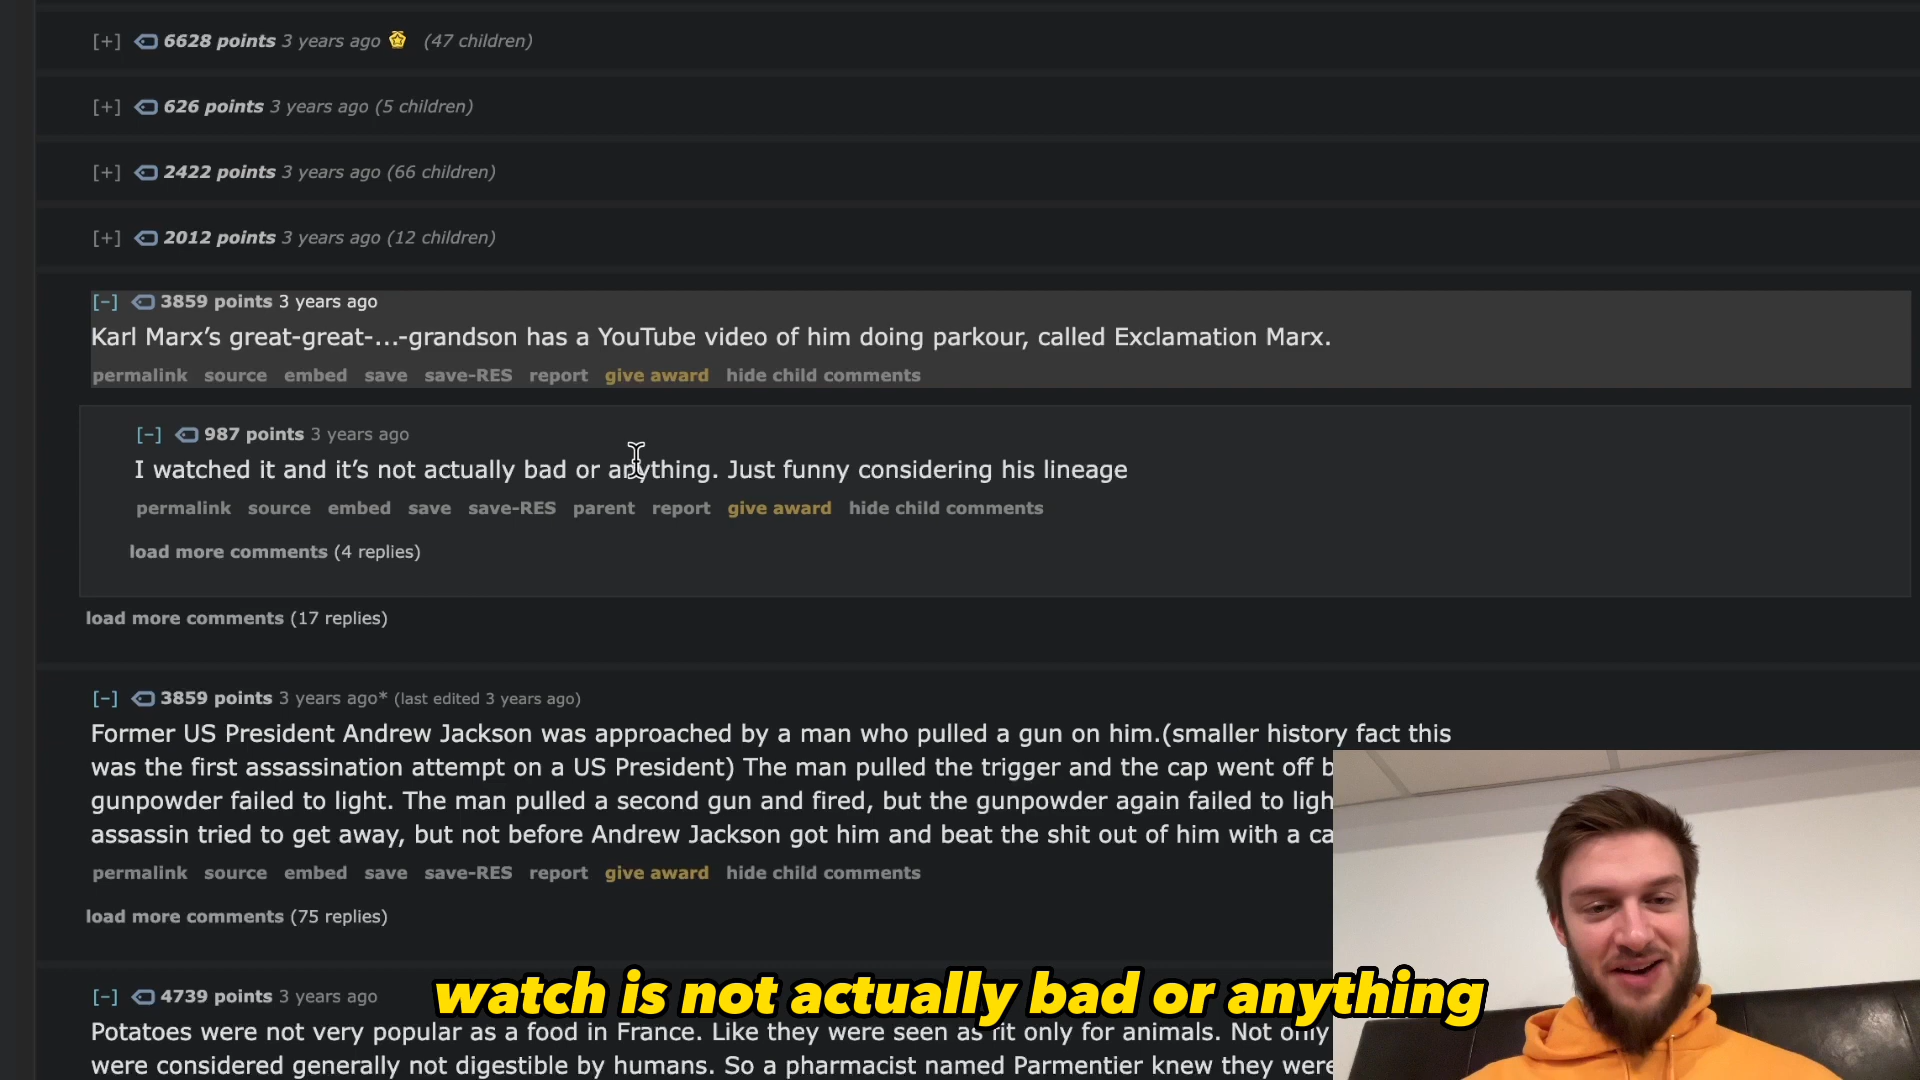 [+] 6628 points 3 years ago (47 children)
[+] 626 points 3 years ago (5 children)
[+] 2422 points 3 years ago (66 children)
[+] 2012 points 3 years ago (12 children)
[-] 3859 points 3 years ago
Karl Marx’s great-great-...-grandson has a YouTube video of him doing parkour, called Exclamation Marx.
permalink source embed save save-RES report give award hide child comments
[-] 987 points 3 years ago
I watched it and it’s not actually bad or anything. Just funny considering his lineage
permalink source embed save save-RES parent report give award hide child comments
load more comments (4 replies)
load more comments (17 replies)
[-] 3859 points 3 years ago* (last edited 3 years ago)
Former US President Andrew Jackson was approached by a man who pulled a gun on him.(smaller history fact this
was the first assassination attempt on a US President) The man pulled the trigger and the cap went off
gunpowder failed to light. The man pulled a second gun and fired, but the gunpowder again failed to
assassin tried to get away, but not before Andrew Jackson got him and beat the shit out of him with a
permalink source embed save save-RES report give award hide child comments
load more comments (75 replies)
[-] 4739 points 3 years ago
watch is not actually bad or anything
Potatoes were not very popular as a food in France. Like they were seen as fit only for animals. Not only
were considered generally not digestible by humans. So a pharmacist named Parmentier knew they were